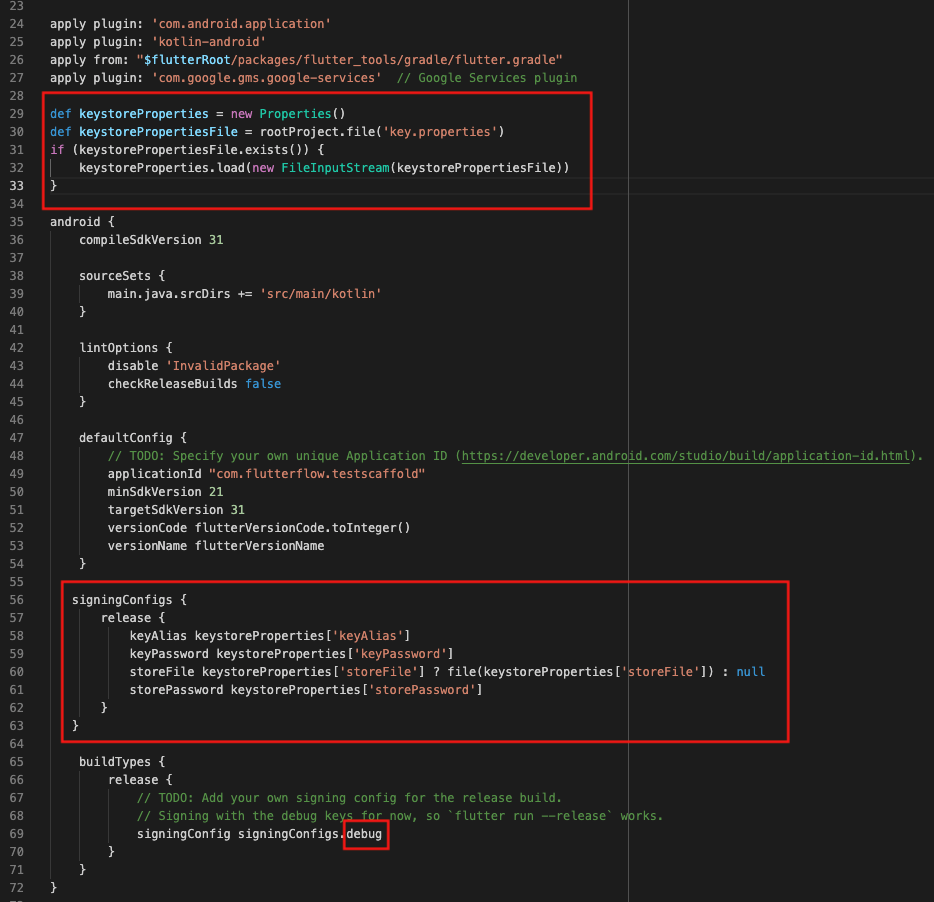 23
24 apply plugin: 'com.android.application'
25 apply plugin: 'kotlin-android'
26 apply from: "$flutterRoot/packages/flutter_tools/gradle/flutter.gradle"
27 apply plugin: 'com.google.gms.google-services'  // Google Services plugin
28
29 def keystoreProperties = new Properties()
30 def keystorePropertiesFile = rootProject.file('key.properties')
31 if (keystorePropertiesFile.exists()) {
32     keystoreProperties.load(new FileInputStream(keystorePropertiesFile))
33 }
34
35 android {
36     compileSdkVersion 31
37
38     sourceSets {
39         main.java.srcDirs += 'src/main/kotlin'
40     }
41
42     lintOptions {
43         disable 'InvalidPackage'
44         checkReleaseBuilds false
45     }
46
47     defaultConfig {
48         // TODO: Specify your own unique Application ID (https://developer.android.com/studio/build/application-id.html).
49         applicationId "com.flutterflow.testscaffold"
50         minSdkVersion 21
51         targetSdkVersion 31
52         versionCode flutterVersionCode.toInteger()
53         versionName flutterVersionName
54     }
55
56    signingConfigs {
57        release {
58            keyAlias keystoreProperties['keyAlias']
59            keyPassword keystoreProperties['keyPassword']
60            storeFile keystoreProperties['storeFile'] ? file(keystoreProperties['storeFile']) : null
61            storePassword keystoreProperties['storePassword']
62        }
63    }
64
65     buildTypes {
66         release {
67             // TODO: Add your own signing config for the release build.
68             // Signing with the debug keys for now, so `flutter run --release` works.
69             signingConfig signingConfigs.debug
70         }
71     }
72 }